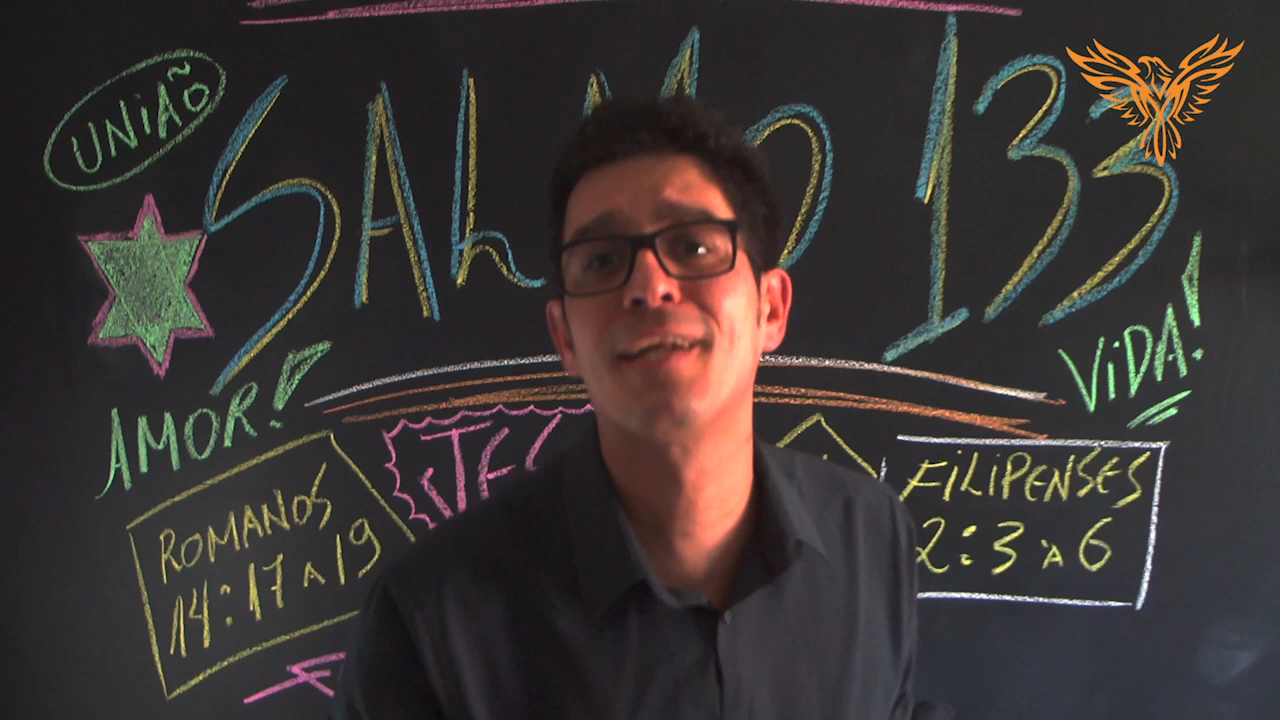 UNIÃO
SALMO 133
AMOR!
VIDA!
ROMANOS
14:17 A 19
FILIPENSES
2:3 A 6